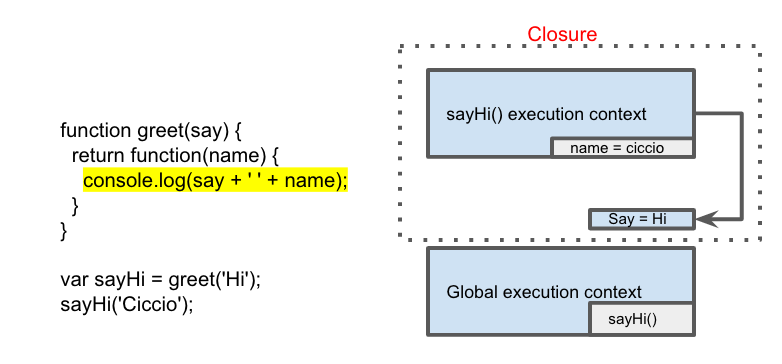 function greet(say) {
return function(name) {
console.log(say + ' ' + name);
}
}
var sayHi = greet('Hi');
sayHi('Ciccio');
Closure
sayHi() execution context
name = ciccio
Say = Hi
Global execution context
sayHi()